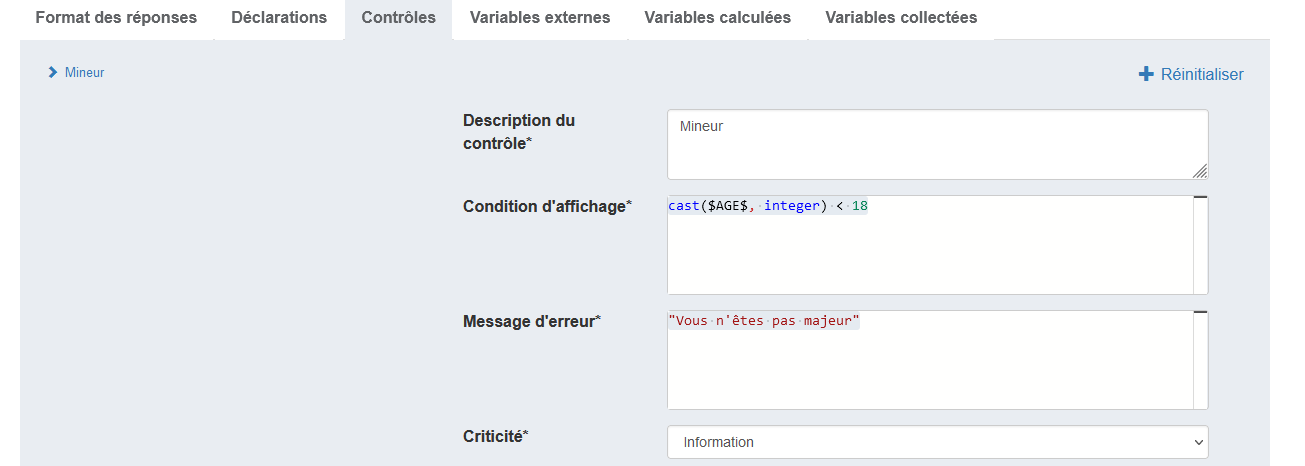 Format des réponses Déclarations Contrôles Variables externes Variables calculées Variables collectées
Mineur
Réinitialiser
Description du
contrôle*
Mineur
Condition d'affichage*
cast($AGE$, integer) < 18
Message d'erreur*
"Vous n'êtes pas majeur"
Criticité*
Information